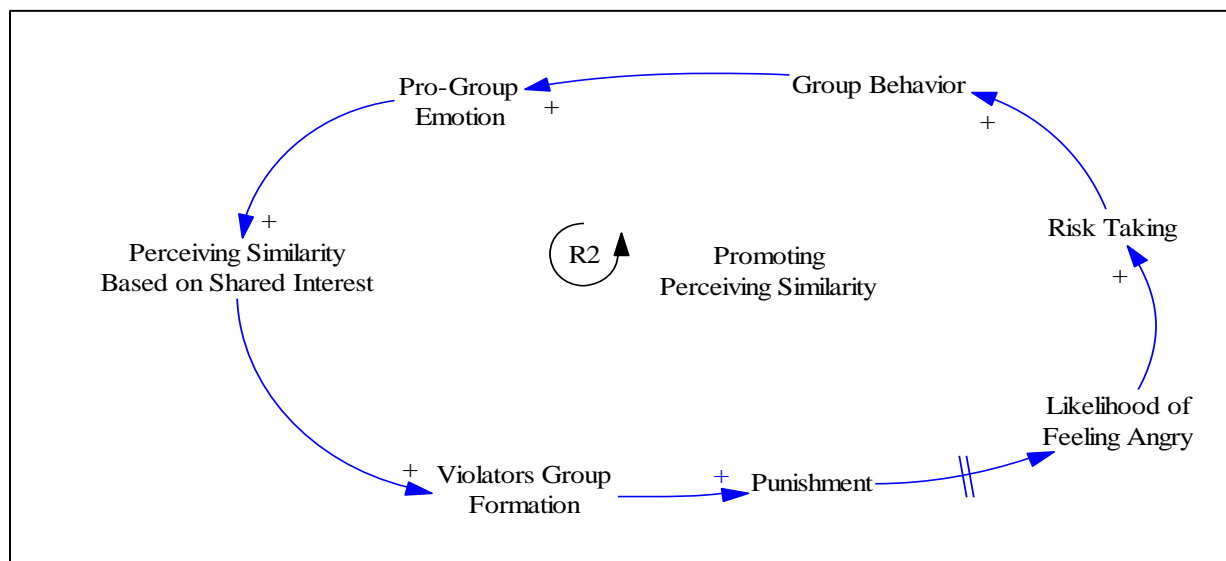 Pro-Group
Emotion
+
Group Behavior
+
+
Perceiving Similarity
Based on Shared Interest
R2
Promoting
Perceiving Similarity
Risk Taking
+
Likelihood of
Feeling Angry
+
Violators Group
Formation
+
Punishment